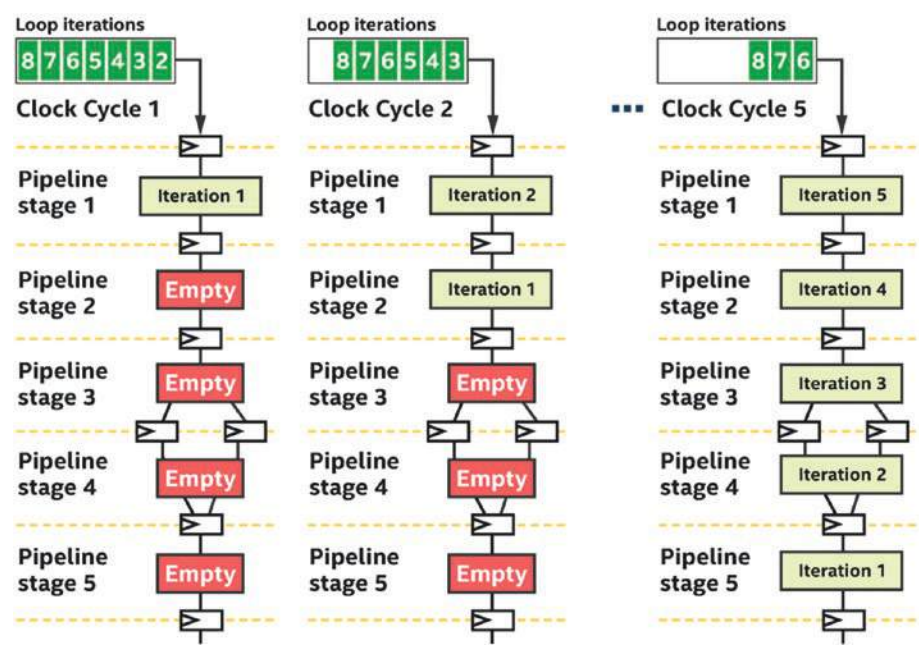 Loop iterations
8 7 6 5 4 3 2
Clock Cycle 1
Pipeline
stage 1
Iteration 1
Pipeline
stage 2
Empty
Pipeline
stage 3
Empty
Pipeline
stage 4
Empty
Pipeline
stage 5
Empty
Loop iterations
8 7 6 5 4 3
Clock Cycle 2
Pipeline
stage 1
Iteration 2
Pipeline
stage 2
Iteration 1
Pipeline
stage 3
Empty
Pipeline
stage 4
Empty
Pipeline
stage 5
Empty
...
Loop iterations
8 7 6
Clock Cycle 5
Pipeline
stage 1
Iteration 5
Pipeline
stage 2
Iteration 4
Pipeline
stage 3
Iteration 3
Pipeline
stage 4
Iteration 2
Pipeline
stage 5
Iteration 1